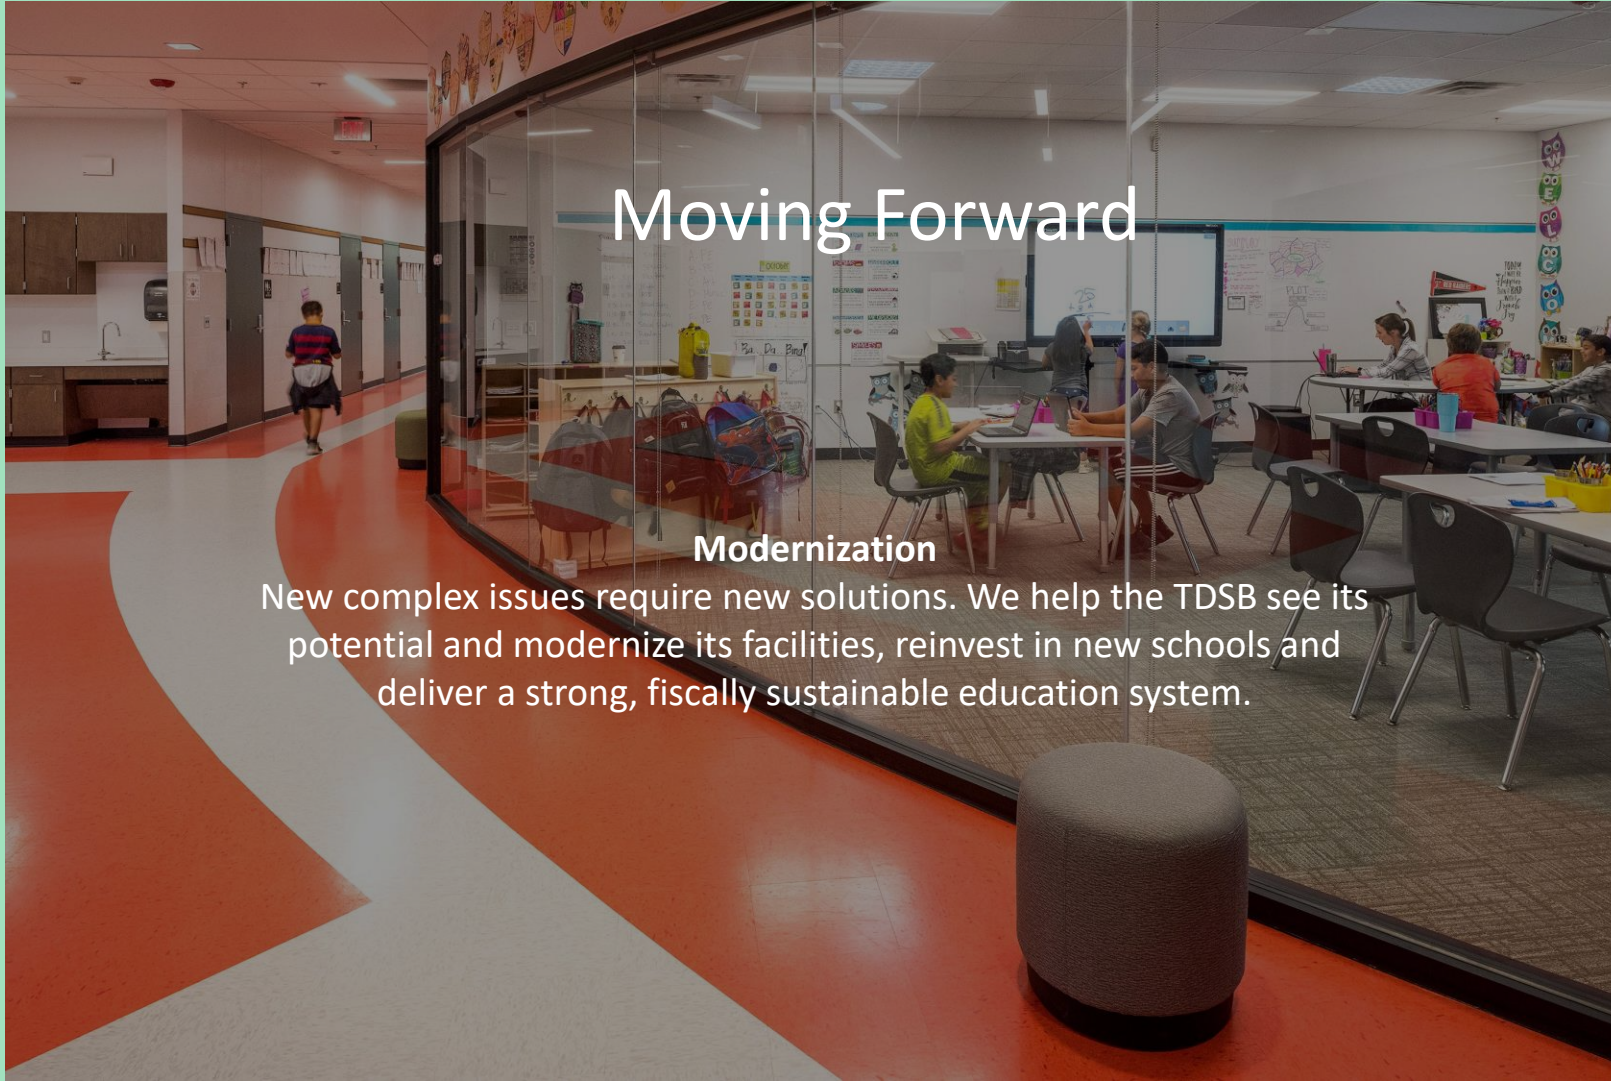 Moving Forward
Modernization
New complex issues require new solutions. We help the TDSB see its
potential and modernize its facilities, reinvest in new schools and
deliver a strong, fiscally sustainable education system.
W
E
L
C
O
PLOT